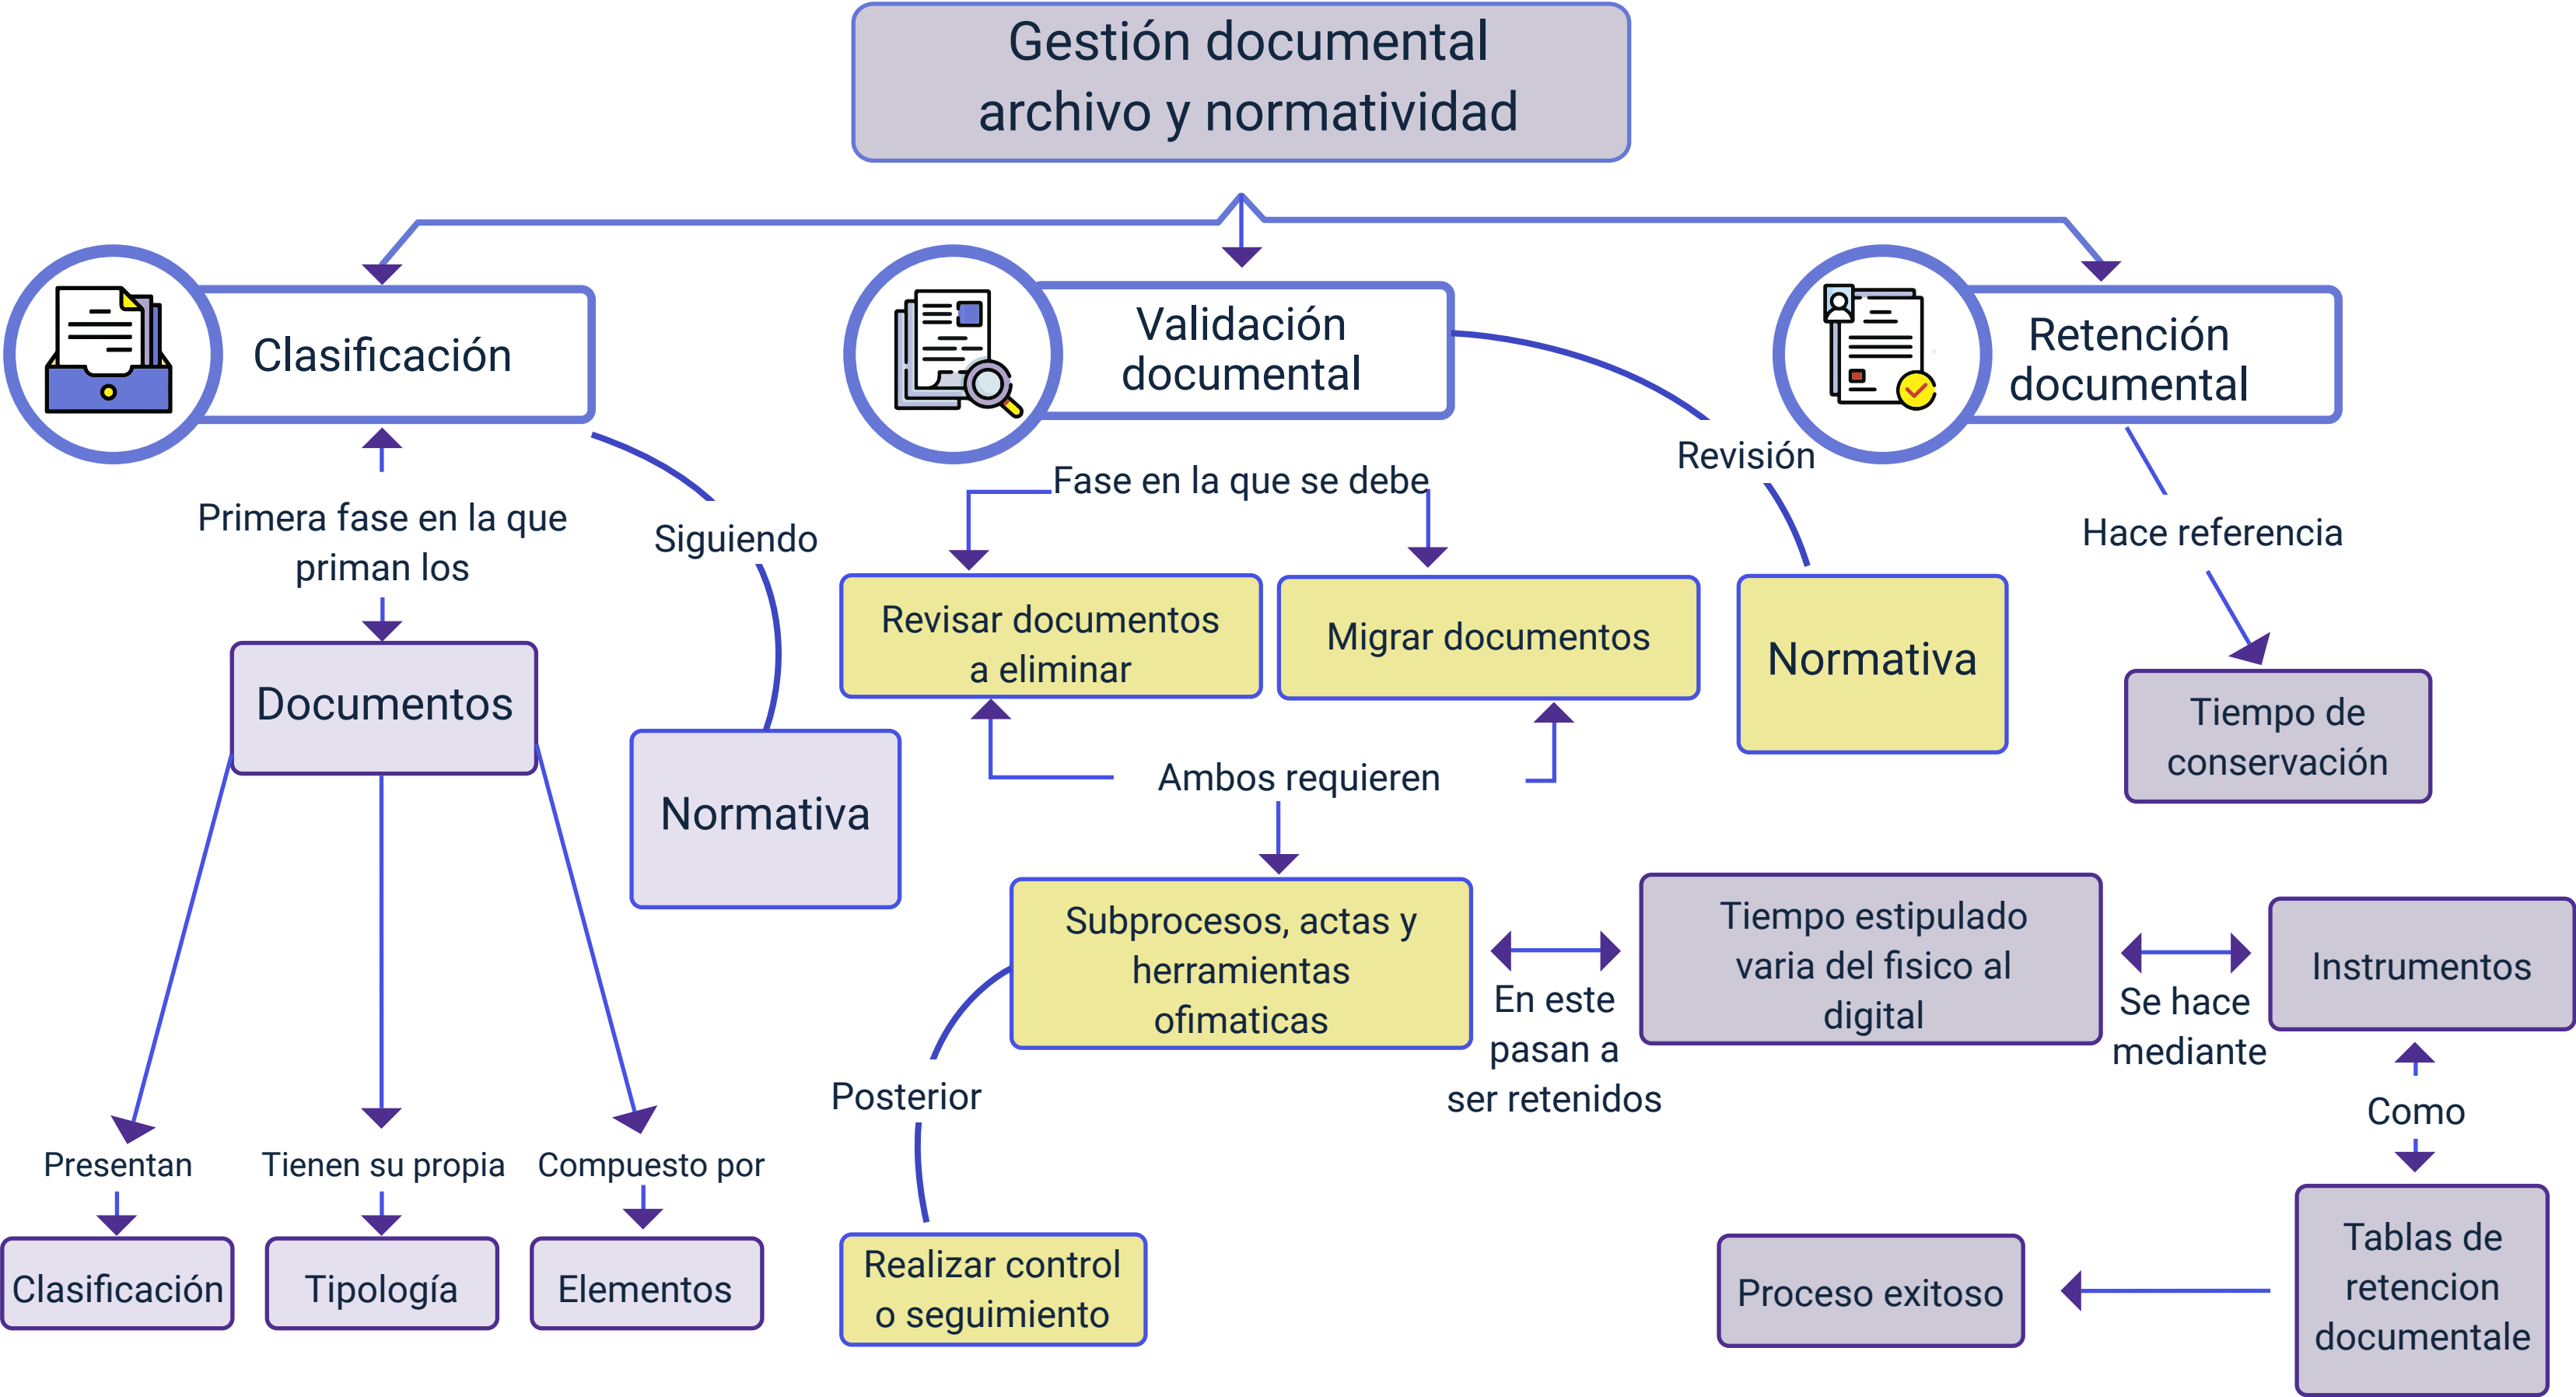 Gestión documental
archivo y normatividad
Clasificación
Validación
documental
Retención
documental
Primera fase en la que
priman los
Siguiendo
Fase en la que se debe
Revisión
Hace referencia
Documentos
Normativa
Revisar documentos
a eliminar
Migrar documentos
Normativa
Tiempo de
conservación
Ambos requieren
Subprocesos, actas y
herramientas
ofimaticas
En este
pasan a
ser retenidos
Tiempo estipulado
varia del fisico al
digital
Se hace
mediante
Instrumentos
Posterior
Como
Presentan
Tienen su propia
Compuesto por
Clasificación
Tipología
Elementos
Realizar control
o seguimiento
Proceso exitoso
Tablas de
retencion
documentale